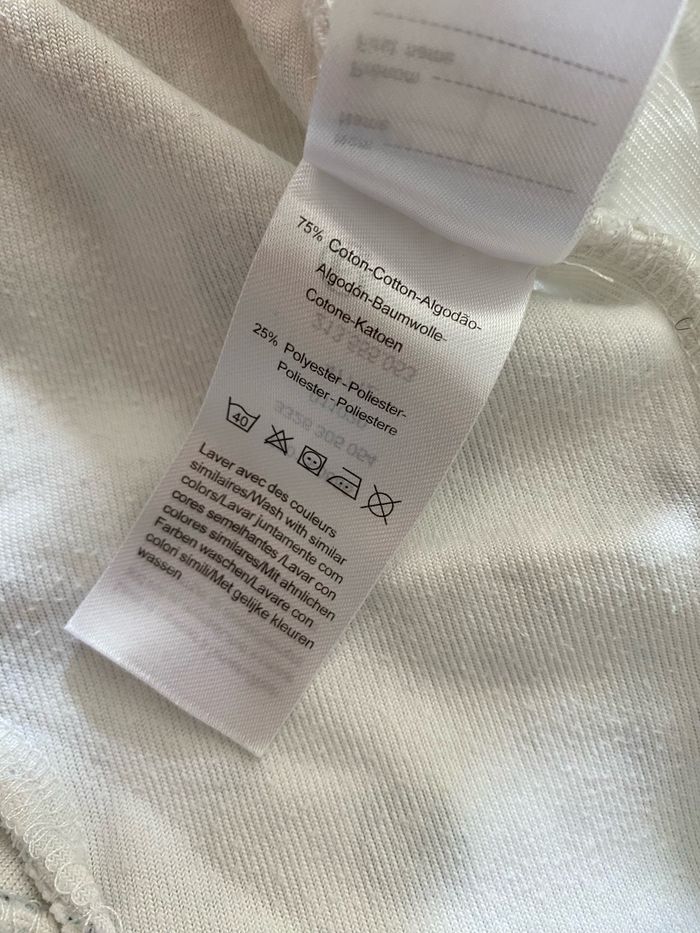 75% Coton-Cotton-Algodão-
Algodón-Baumwolle-
Cotone-Katoen
25% Polyester-Poliester-
Poliester-Poliestere
40
Laver avec des couleurs
similaires/Wash with similar
colors/Lavar juntamente com
cores semelhantes /Lavar con
colores similares/Mit ahnlichen
Farben waschen/Lavare con
colori simili/Met gelijke kleuren
wassen